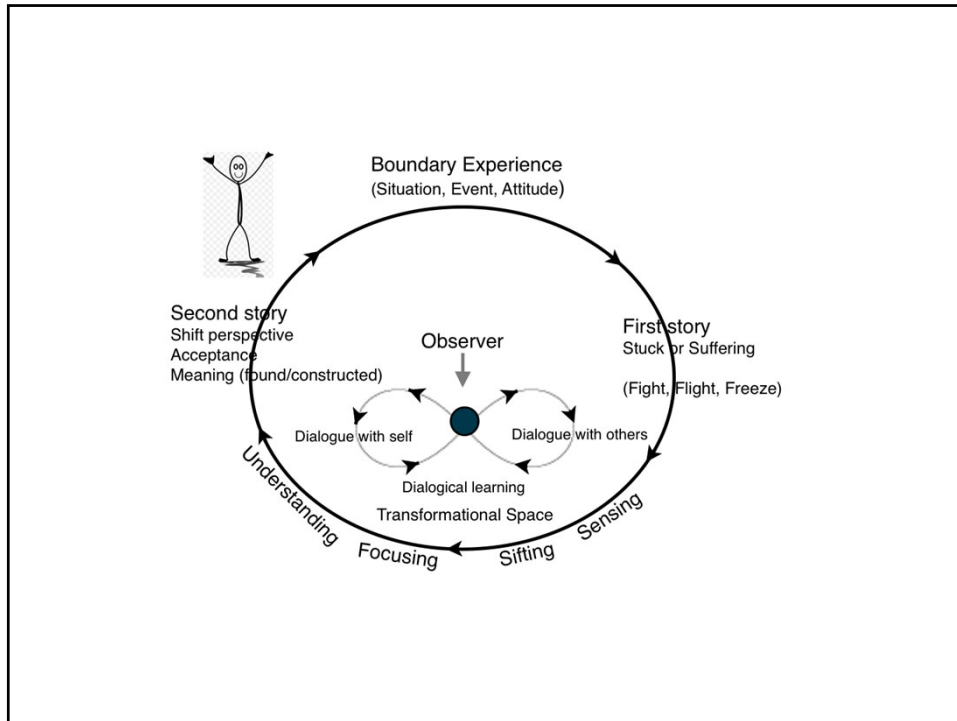 Boundary Experience
(Situation, Event, Attitude)
First story
Stuck or Suffering
(Fight, Flight, Freeze)
Sensing
Sifting
Focusing
Understanding
Second story
Shift perspective
Acceptance
Meaning (found/constructed)
Observer
Dialogue with self
Dialogue with others
Dialogical learning
Transformational Space